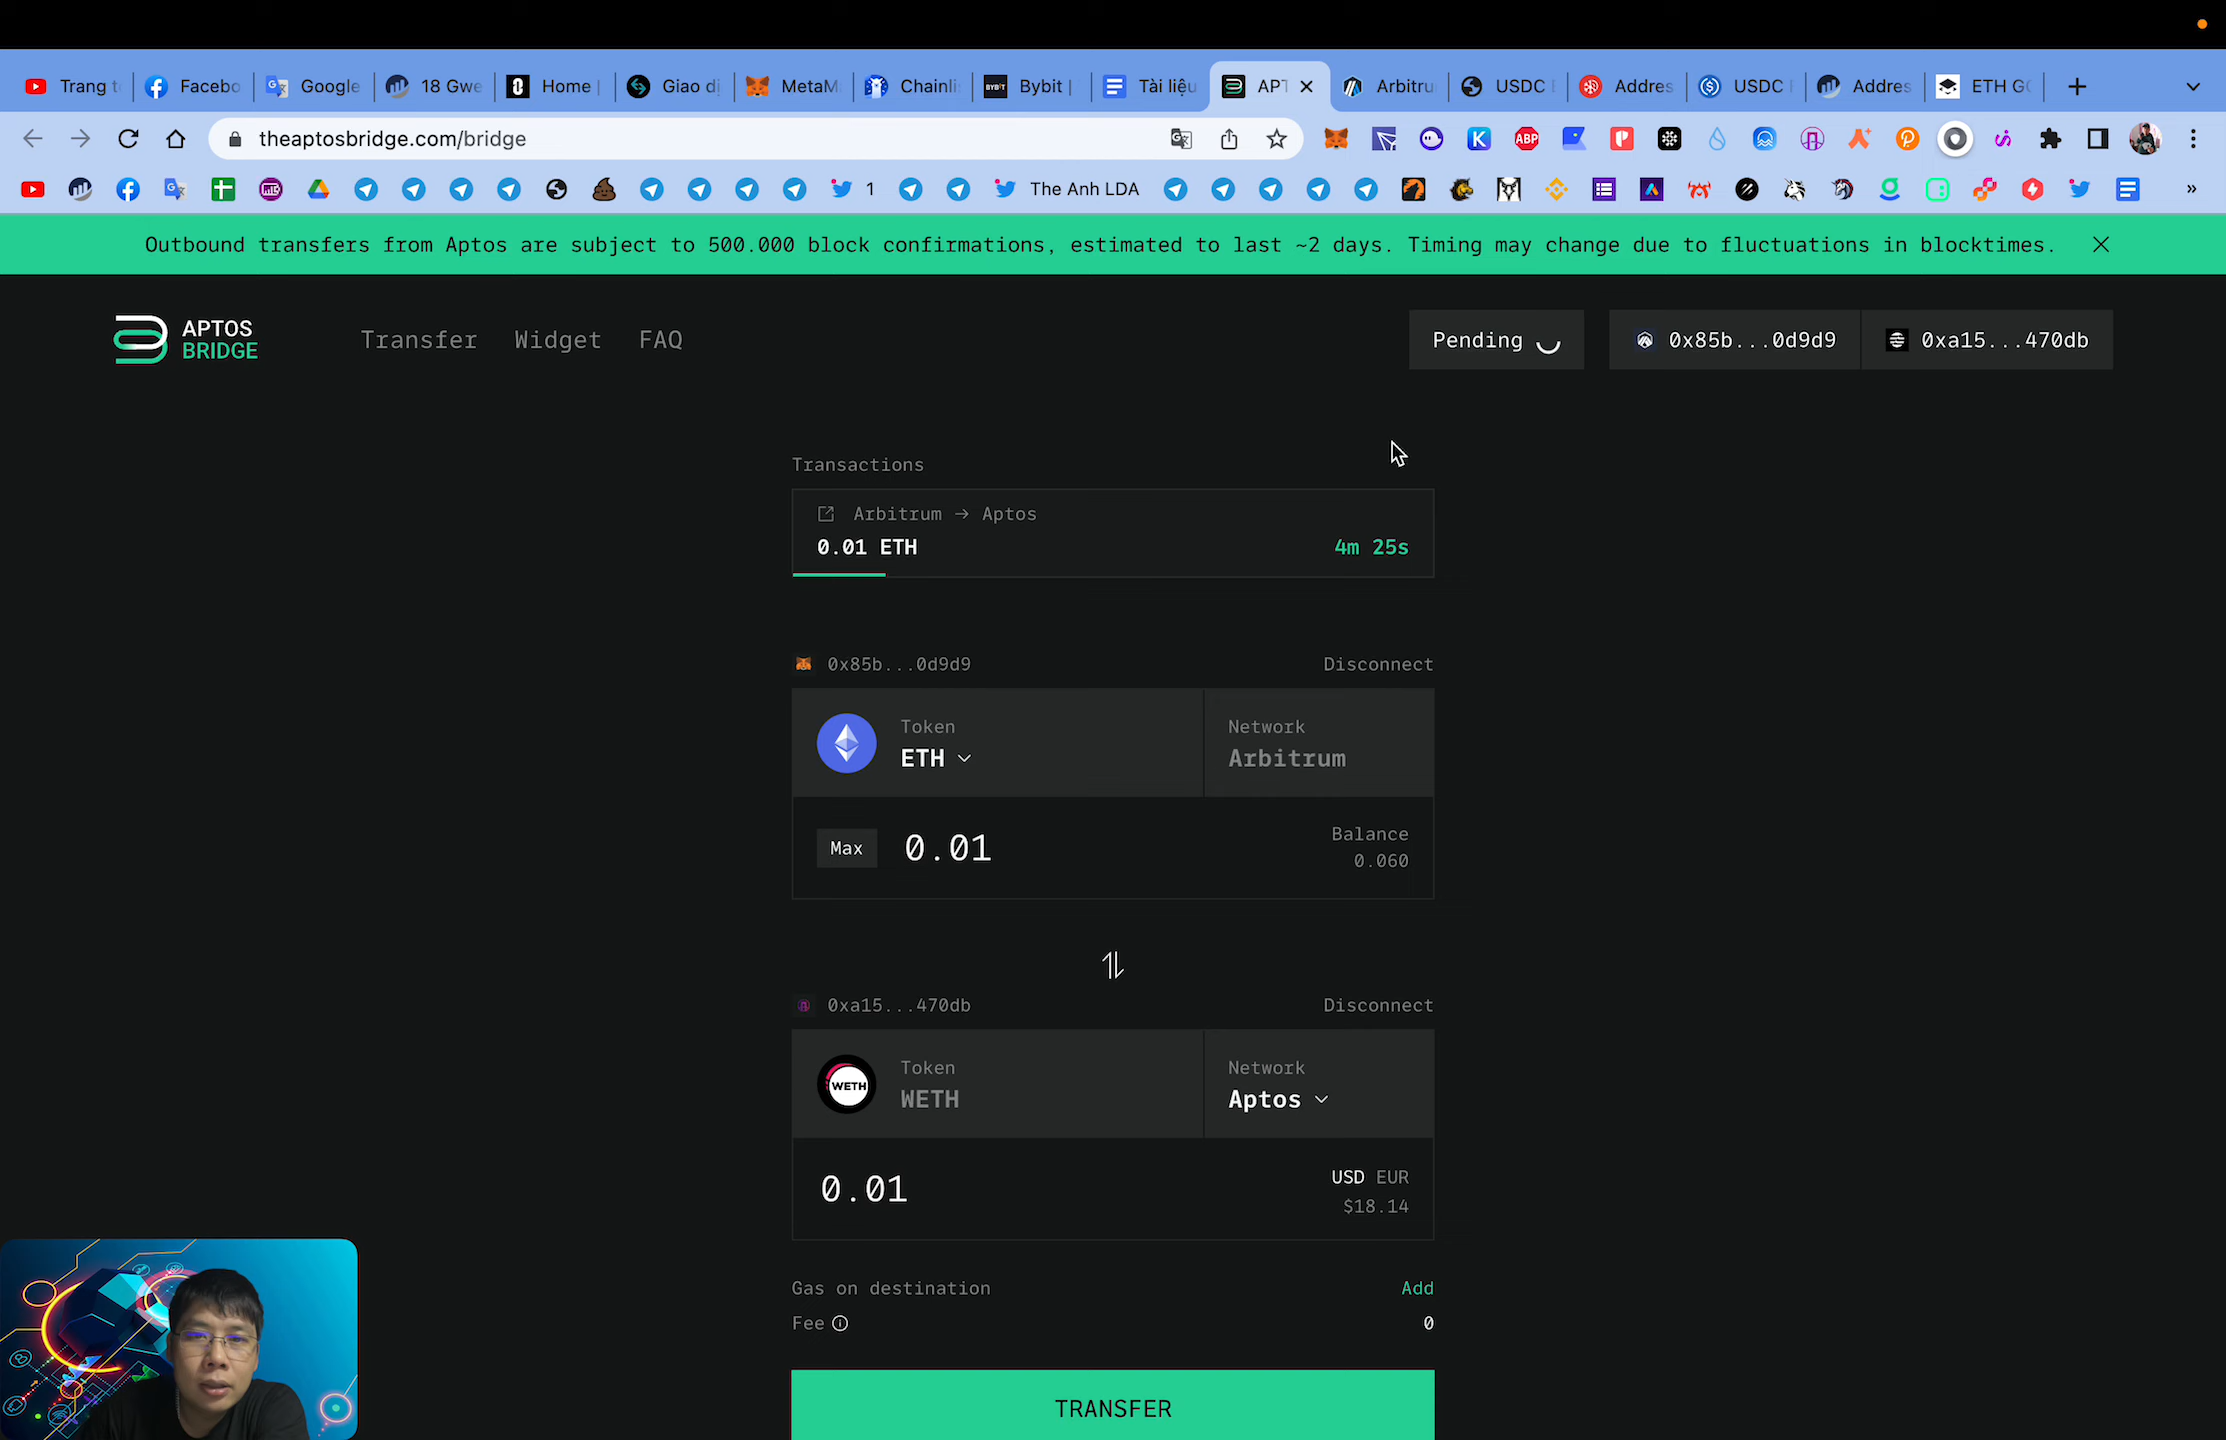 Trang t
Facebo
Google
18 Gwe
Home |
Giao dị
MetaMa
Chainli
BYBIT
Bybit |
Tài liệu
APT
Arbitru
USDC
Addres
USDC
Addres
ETH GO
theaptosbridge.com/bridge
ABP
1
The Anh LDA
»
Outbound transfers from Aptos are subject to 500.000 block confirmations, estimated to last ~2 days. Timing may change due to fluctuations in blocktimes.
APTOS
BRIDGE
Transfer
Widget
FAQ
Pending
0x85b...0d9d9
0xa15...470db
Transactions
Arbitrum → Aptos
0.01 ETH
4m 25s
0x85b...0d9d9
Disconnect
Token
ETH
Network
Arbitrum
Max
0.01
Balance
0.060
0xa15...470db
Disconnect
WETH
Token
WETH
Network
Aptos
0.01
USD EUR
$18.14
Gas on destination
Add
Fee
0
TRANSFER